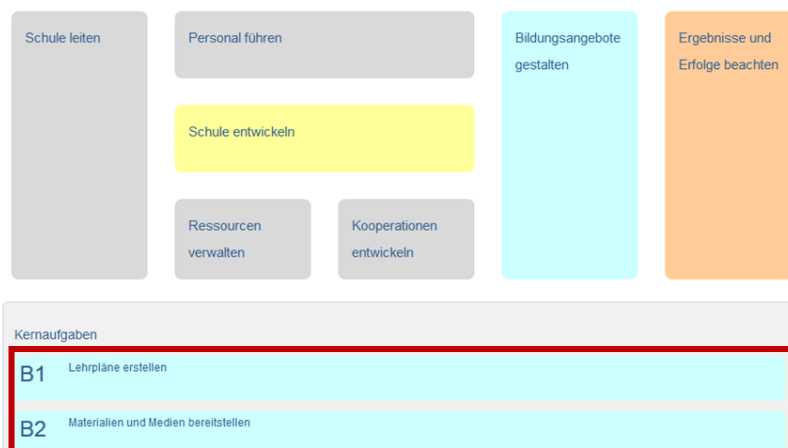 Schule leiten
Personal führen
Bildungsangebote
gestalten
Ergebnisse und
Erfolge beachten
Schule entwickeln
Ressourcen
verwalten
Kooperationen
entwickeln
Kernaufgaben
B1 Lehrpläne erstellen
B2 Materialien und Medien bereitstellen